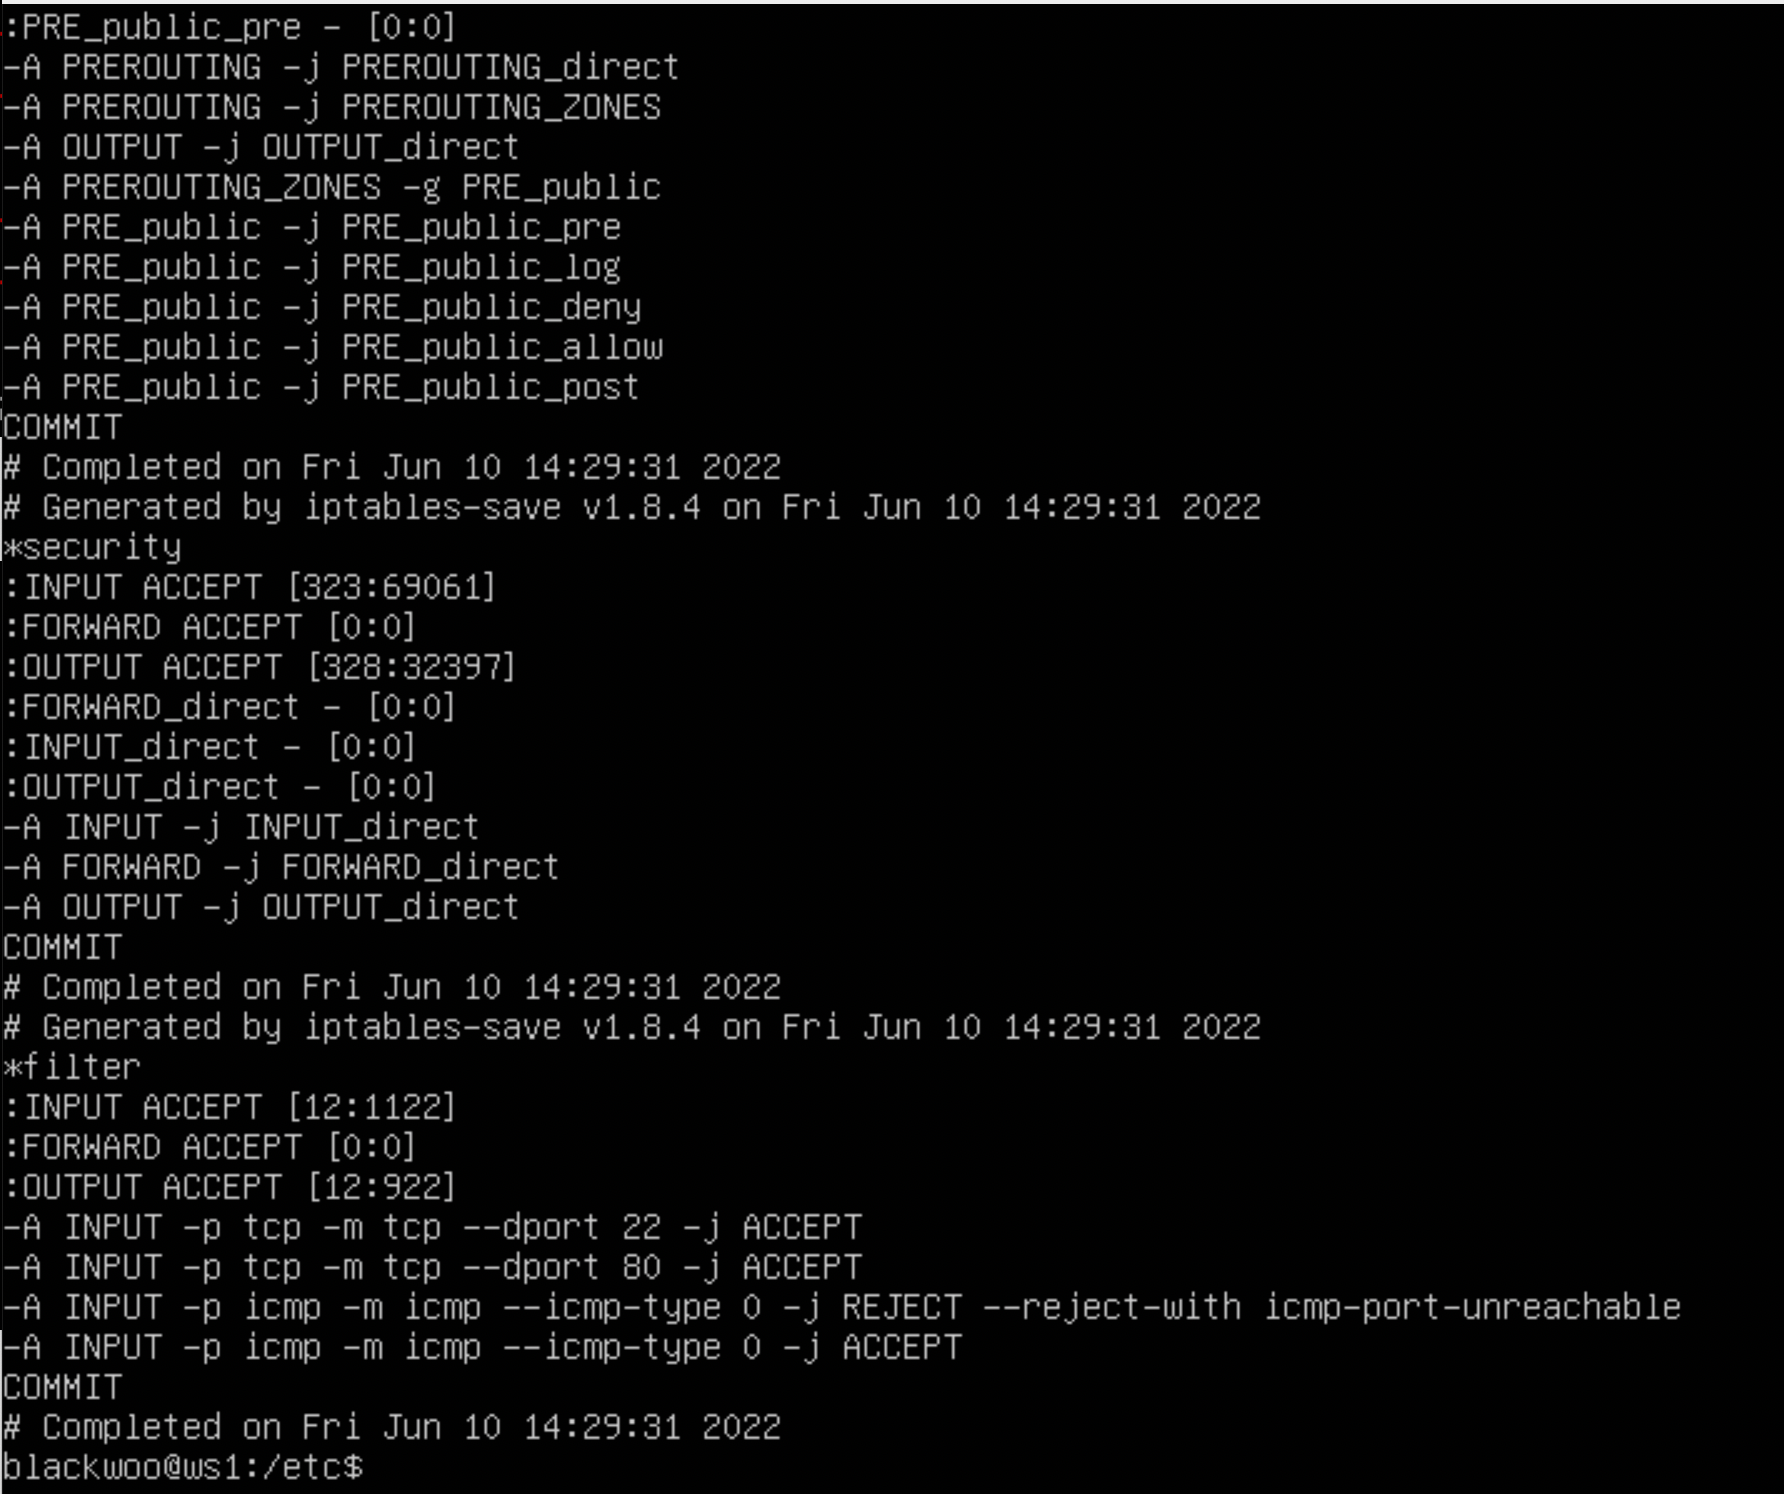 :PRE_public_pre - [0:0]
-A PREROUTING -j PREROUTING_direct
-A PREROUTING -j PREROUTING_ZONES
-A OUTPUT -j OUTPUT_direct
-A PREROUTING_ZONES -g PRE_public
-A PRE_public -j PRE_public_pre
-A PRE_public -j PRE_public_log
-A PRE_public -j PRE_public_deny
-A PRE_public -j PRE_public_allow
-A PRE_public -j PRE_public_post
COMMIT
# Completed on Fri Jun 10 14:29:31 2022
# Generated by iptables-save v1.8.4 on Fri Jun 10 14:29:31 2022
*security
:INPUT ACCEPT [323:69061]
:FORWARD ACCEPT [0:0]
:OUTPUT ACCEPT [328:32397]
:FORWARD_direct - [0:0]
:INPUT_direct - [0:0]
:OUTPUT_direct - [0:0]
-A INPUT -j INPUT_direct
-A FORWARD -j FORWARD_direct
-A OUTPUT -j OUTPUT_direct
COMMIT
# Completed on Fri Jun 10 14:29:31 2022
# Generated by iptables-save v1.8.4 on Fri Jun 10 14:29:31 2022
*filter
:INPUT ACCEPT [12:1122]
:FORWARD ACCEPT [0:0]
:OUTPUT ACCEPT [12:922]
-A INPUT -p tcp -m tcp --dport 22 -j ACCEPT
-A INPUT -p tcp -m tcp --dport 80 -j ACCEPT
-A INPUT -p icmp -m icmp --icmp-type 0 -j REJECT --reject-with icmp-port-unreachable
-A INPUT -p icmp -m icmp --icmp-type 0 -j ACCEPT
COMMIT
# Completed on Fri Jun 10 14:29:31 2022
blackwoo@ws1:/etc$